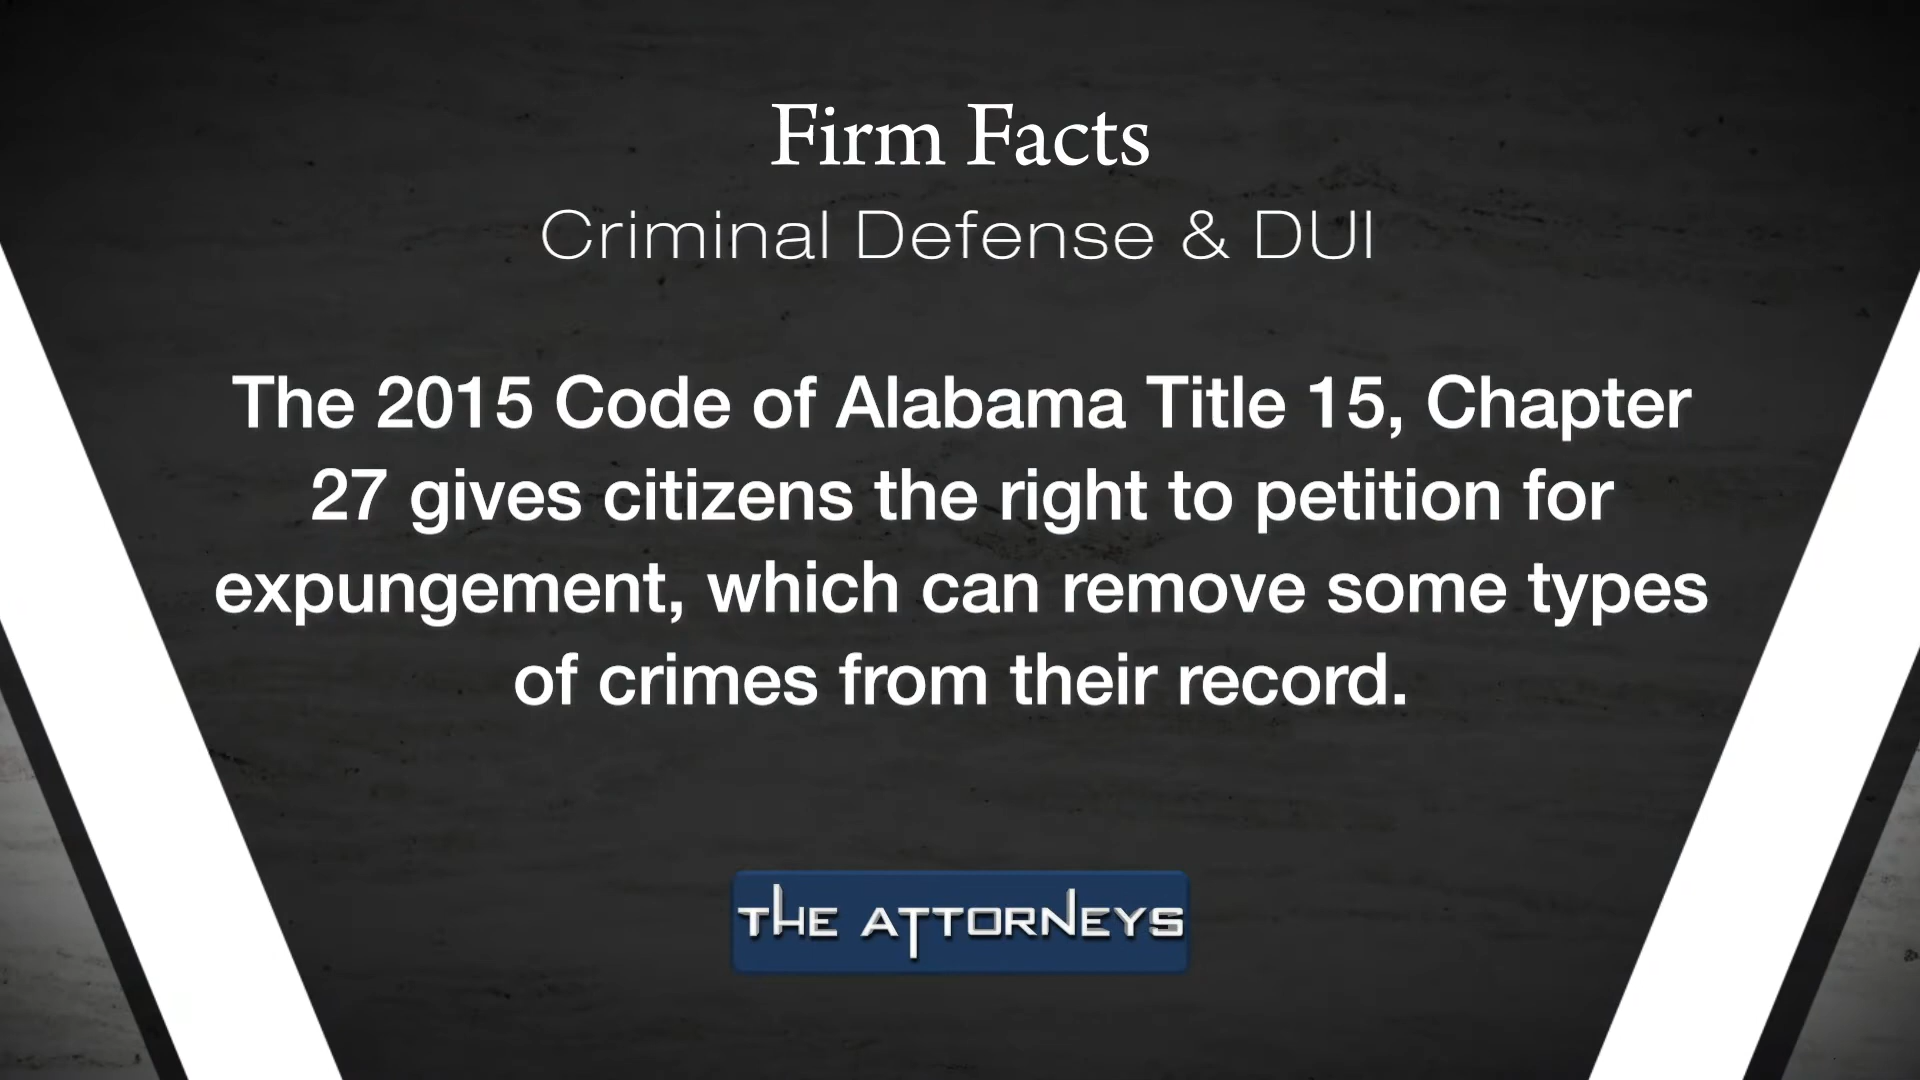 Firm Facts
Criminal Defense & DUI
The 2015 Code of Alabama Title 15, Chapter
27 gives citizens the right to petition for
expungement, which can remove some types
of crimes from their record.
THE ATTORNEYS